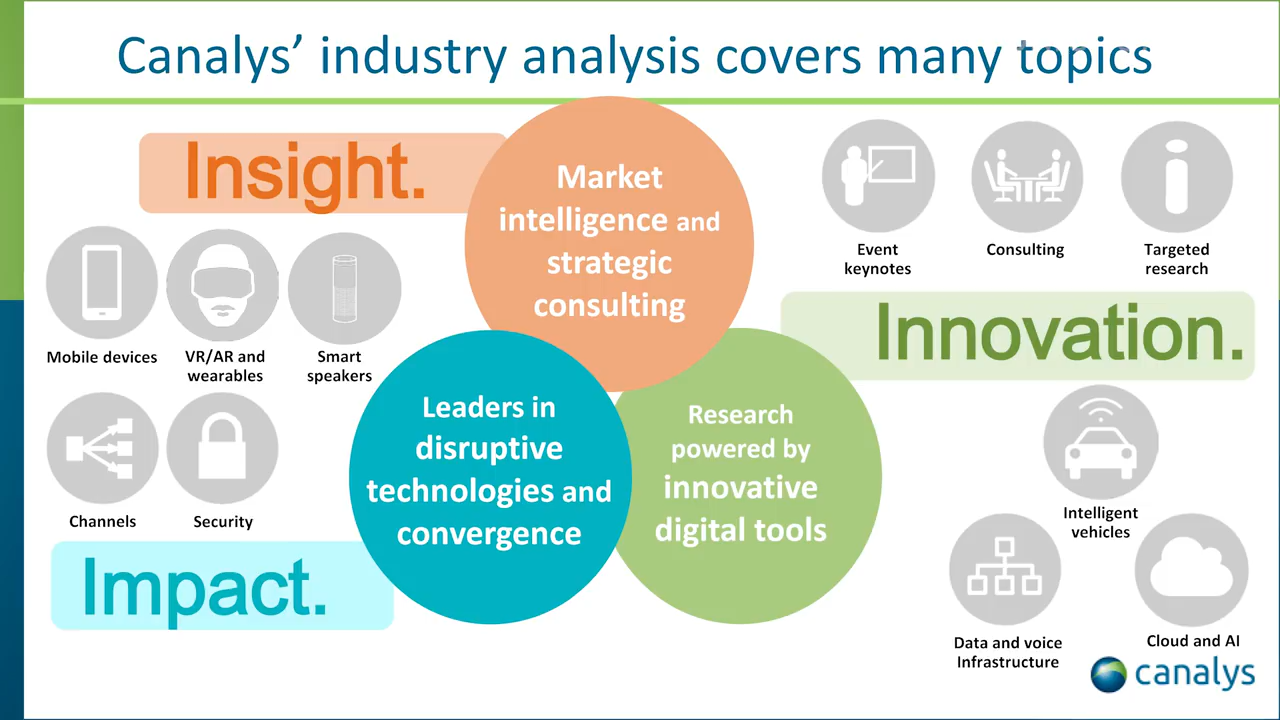 Canalys’ industry analysis covers many topics
Insight.
Market
intelligence and
strategic
consulting
Event
keynotes
Consulting
Targeted
research
Mobile devices
VR/AR and
wearables
Smart
speakers
Innovation.
Leaders in
disruptive
technologies and
convergence
Research
powered by
innovative
digital tools
Channels
Security
Intelligent
vehicles
Impact.
Data and voice
Infrastructure
Cloud and AI
canalys